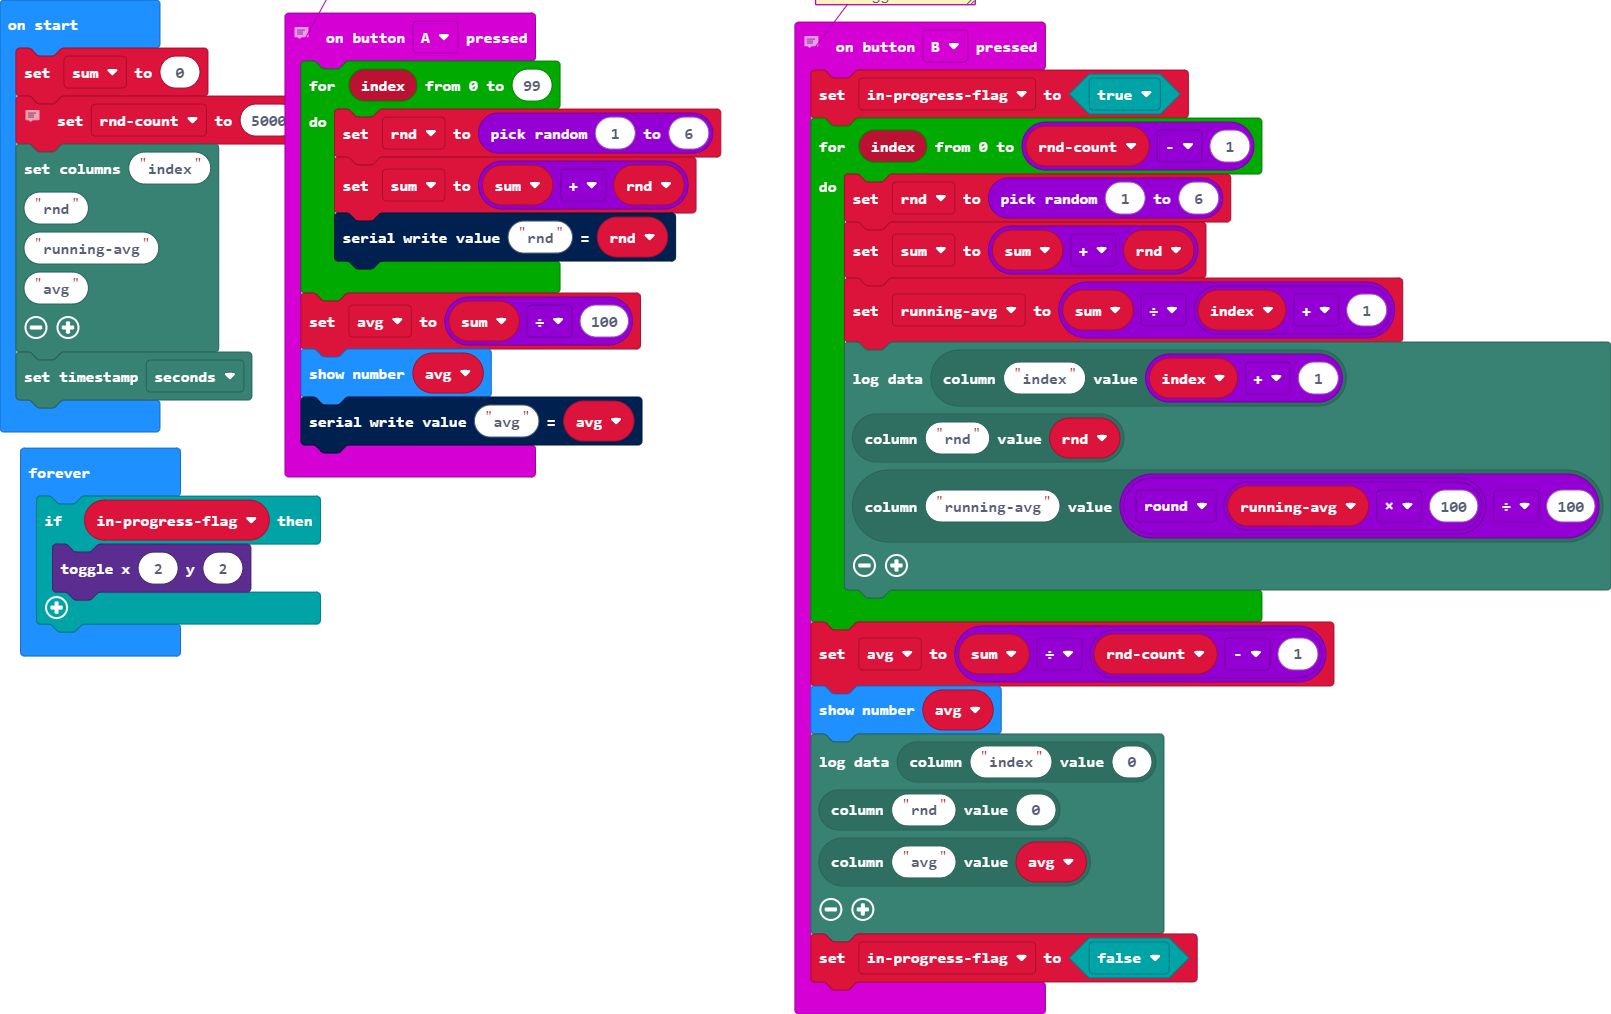 on start
set sum to 0
set rnd-count to 5000
set columns "index"
"rnd"
"running-avg"
"avg"
set timestamp seconds
forever
if in-progress-flag then
toggle x 2 y 2
on button A pressed
for index from 0 to 99
do
set rnd to pick random 1 to 6
set sum to sum + rnd
serial write value "rnd" = rnd
set avg to sum ÷ 100
show number avg
serial write value "avg" = avg
on button B pressed
set in-progress-flag to true
for index from 0 to rnd-count - 1
do
set rnd to pick random 1 to 6
set sum to sum + rnd
set running-avg to sum ÷ index + 1
log data column "index" value index + 1
column "rnd" value rnd
column "running-avg" value round running-avg × 100 ÷ 100
set avg to sum ÷ rnd-count - 1
show number avg
log data column "index" value 0
column "rnd" value 0
column "avg" value avg
set in-progress-flag to false